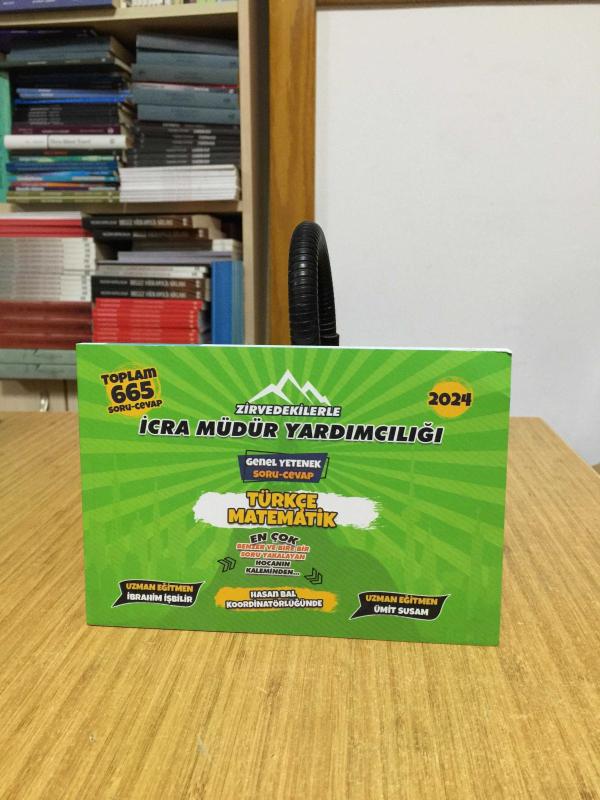 TOPLAM
665
SORU-CEVAP
2024
ZİRVEDEKİLERLE
İCRA MÜDÜR YARDIMCILIĞI
GENEL YETENEK
SORU-CEVAP
TÜRKÇE
MATEMATİK
EN ÇOK
BENZER VE BİRE BİR
SORU YAKALAYAN
HOCANIN
KALEMİNDEN...
UZMAN EĞİTMEN
İBRAHİM İŞBİLİR
HASAN BAL
KOORDİNATÖRLÜĞÜNDE
UZMAN EĞİTMEN
ÜMİT SUSAM